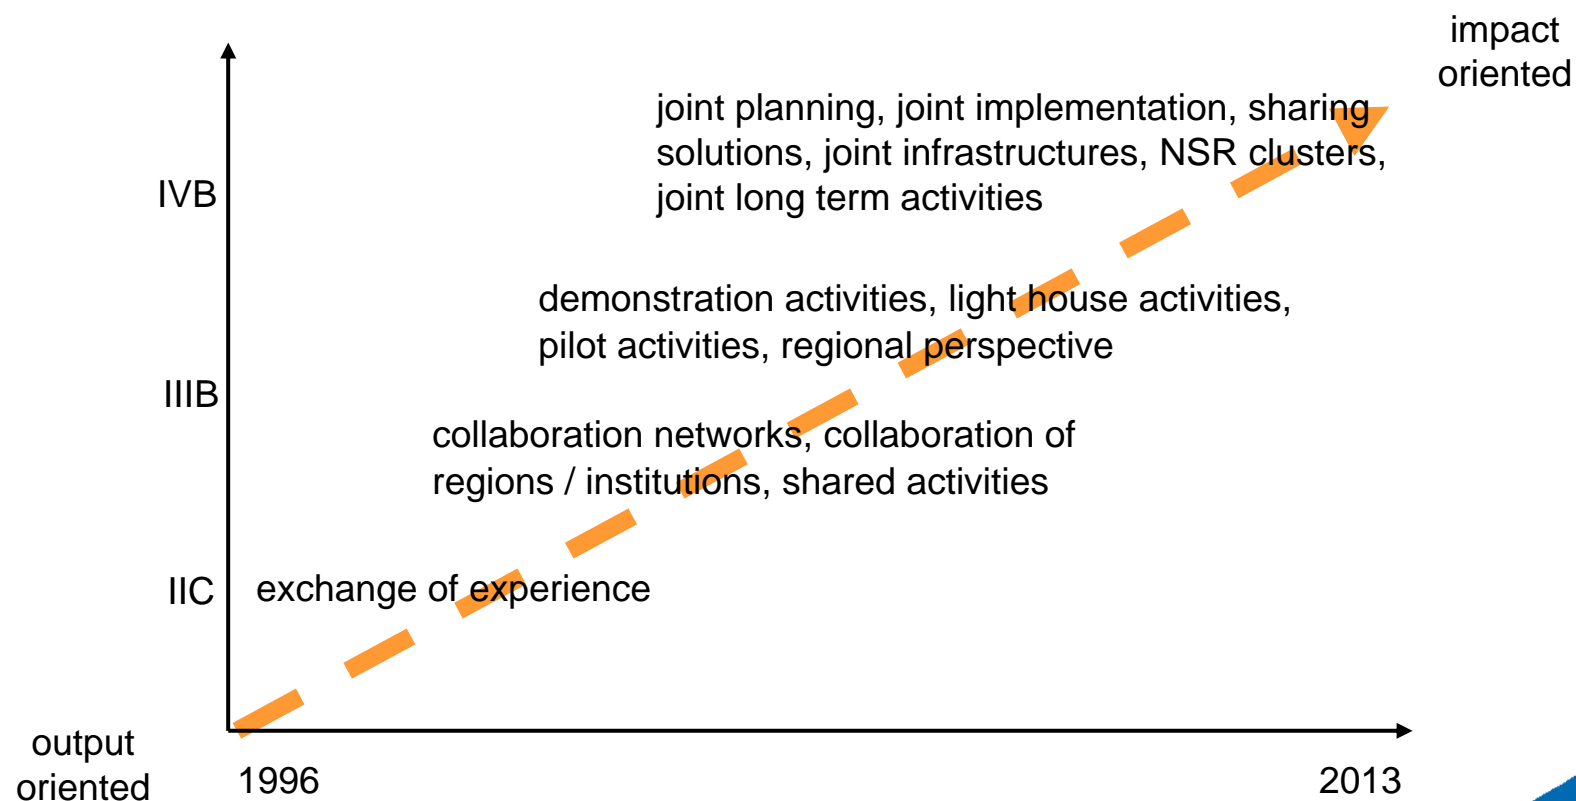 impact
oriented
joint planning, joint implementation, sharing
solutions, joint infrastructures, NSR clusters,
joint long term activities
IVB
demonstration activities, light house activities,
pilot activities, regional perspective
IIIB
collaboration networks, collaboration of
regions / institutions, shared activities
IIC
exchange of experience
output
oriented
1996
2013